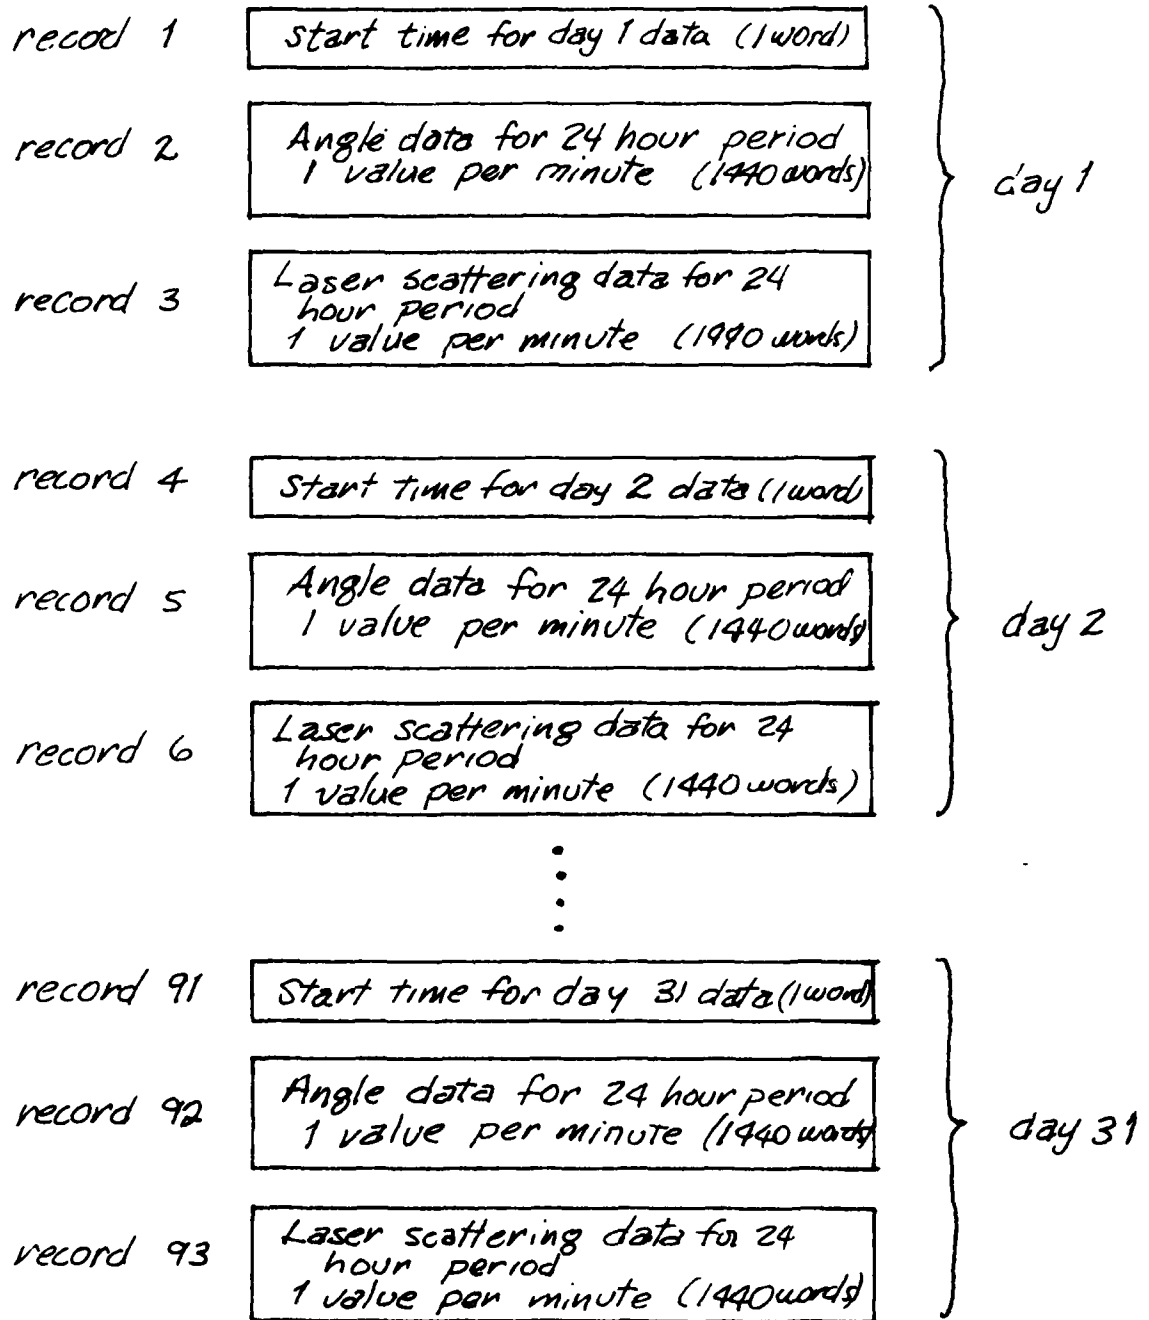 record 1
Start time for day 1 data (1 word)
record 2
Angle data for 24 hour period
1 value per minute (1440 words)
record 3
Laser scattering data for 24
hour period
1 value per minute (1440 words)
day 1
record 4
Start time for day 2 data (1 word
record 5
Angle data for 24 hour period
1 value per minute (1440 words)
record 6
Laser scattering data for 24
hour period
1 value per minute (1440 words)
day 2
record 91
Start time for day 31 data (1 word)
record 92
Angle data for 24 hour period
1 value per minute (1440 words
record 93
Laser scattering data for 24
hour period
1 value per minute (1440 words)
day 31